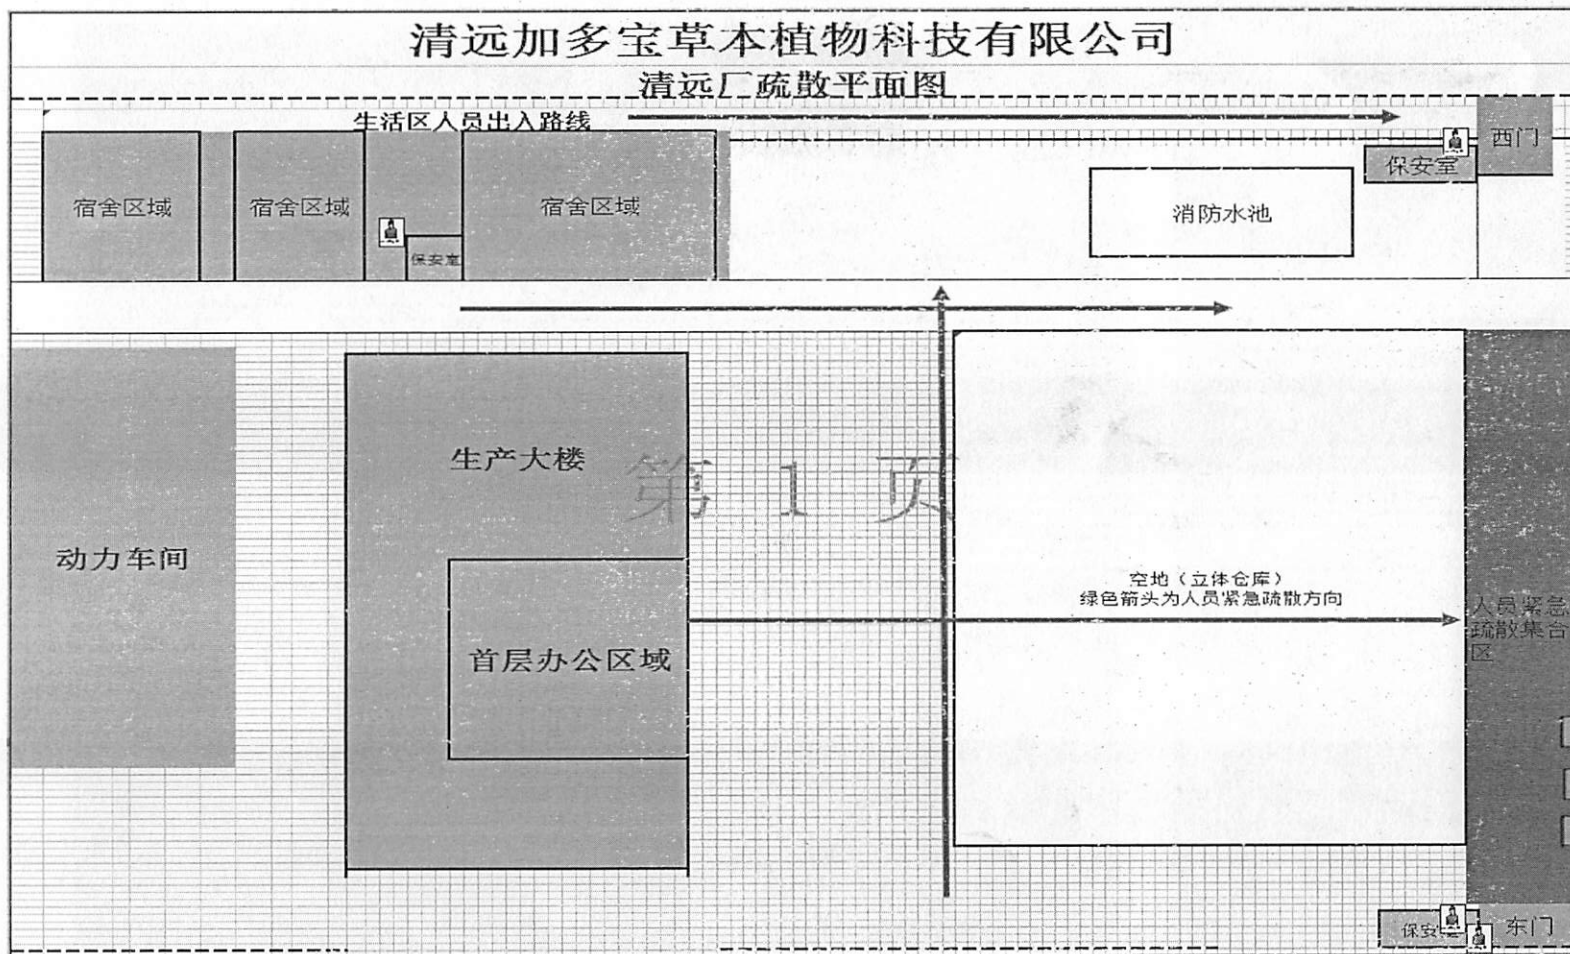 清远加多宝草本植物科技有限公司
清远厂疏散平面图
生活区人员出入路线
西门
保安室
宿舍区域
宿舍区域
宿舍区域
保安室
消防水池
生产大楼
第 1 页
动力车间
空地（立体仓库）
绿色箭头为人员紧急疏散方向
人员紧急
疏散集合
区
首层办公区域
保安
东门